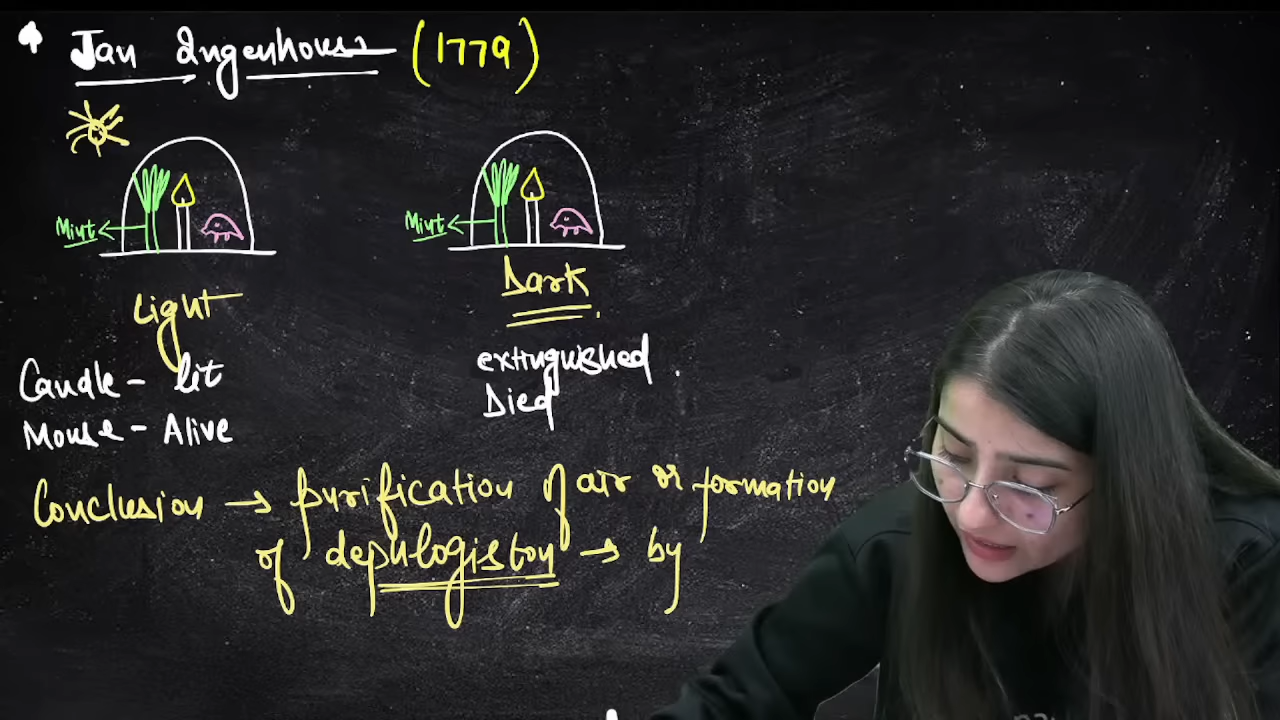 Jan Ingenhousz (1779)
Mint
Mint
Light
Dark
Candle - lit
extinguished
Mouse - Alive
Died
Conclusion → purification of air or formation
of dephlogiston → by